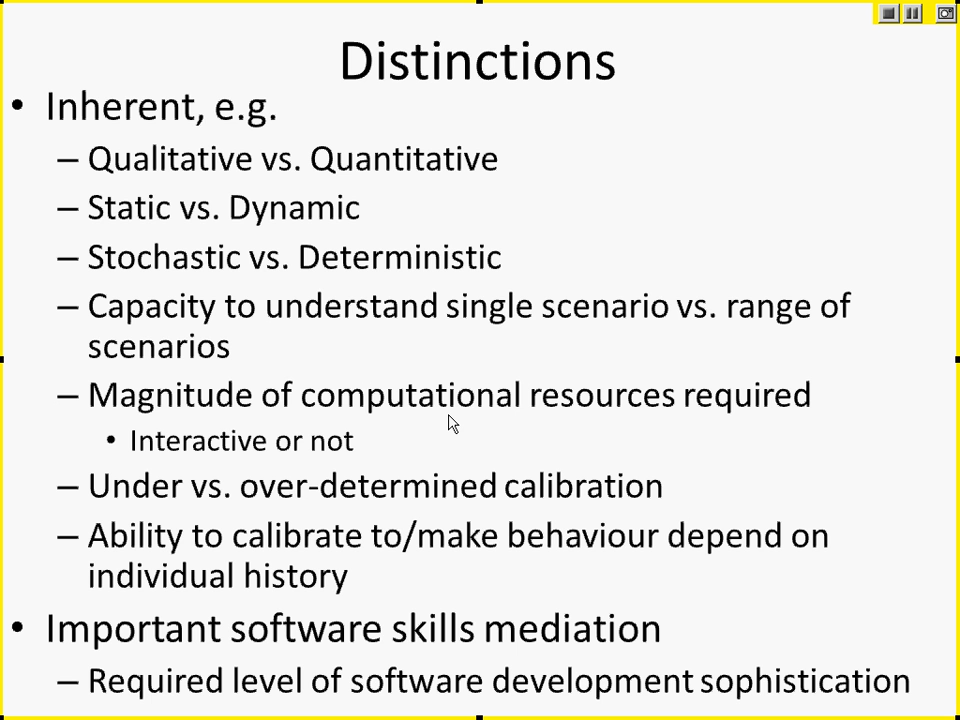 Distinctions
• Inherent, e.g.
– Qualitative vs. Quantitative
– Static vs. Dynamic
– Stochastic vs. Deterministic
– Capacity to understand single scenario vs. range of
scenarios
– Magnitude of computational resources required
• Interactive or not
– Under vs. over-determined calibration
– Ability to calibrate to/make behaviour depend on
individual history
• Important software skills mediation
– Required level of software development sophistication